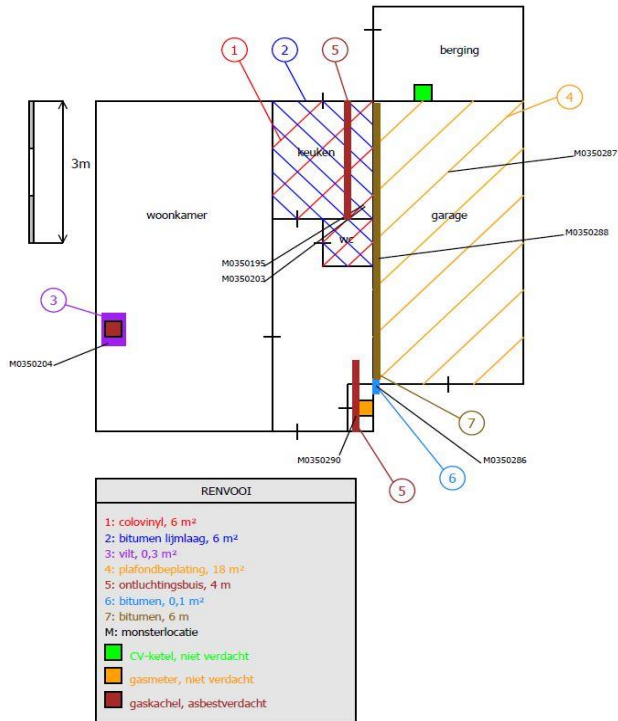 berging
1
2
5
4
M0350287
3m
keuken
woonkamer
garage
M0350288
wc
M0350195
M0350203
3
M0350204
7
M0350290
M0350286
5
6
RENVOOI
1: colovinyl, 6 m²
2: bitumen lijmlaag, 6 m²
3: vilt, 0,3 m²
4: plafondbeplating, 18 m²
5: ontluchtingsbuis, 4 m
6: bitumen, 0,1 m²
7: bitumen, 6 m
M: monsterlocatie
CV-ketel, niet verdacht
gasmeter, niet verdacht
gaskachel, asbestverdacht